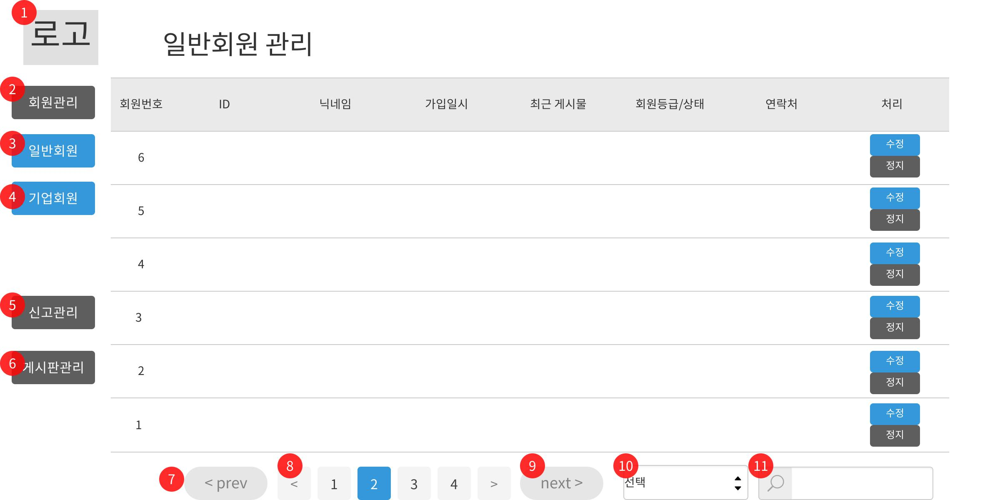 1
로고
일반회원 관리
2
회원관리
3
일반회원
4
기업회원
5
신고관리
6
게시판관리
회원번호 ID 닉네임 가입일시 최근 게시물 회원등급/상태 연락처 처리
6 수정
정지
5 수정
정지
4 수정
정지
3 수정
정지
2 수정
정지
1 수정
정지
7 8 9 10 11
< prev < 1 2 3 4 > next > 선택